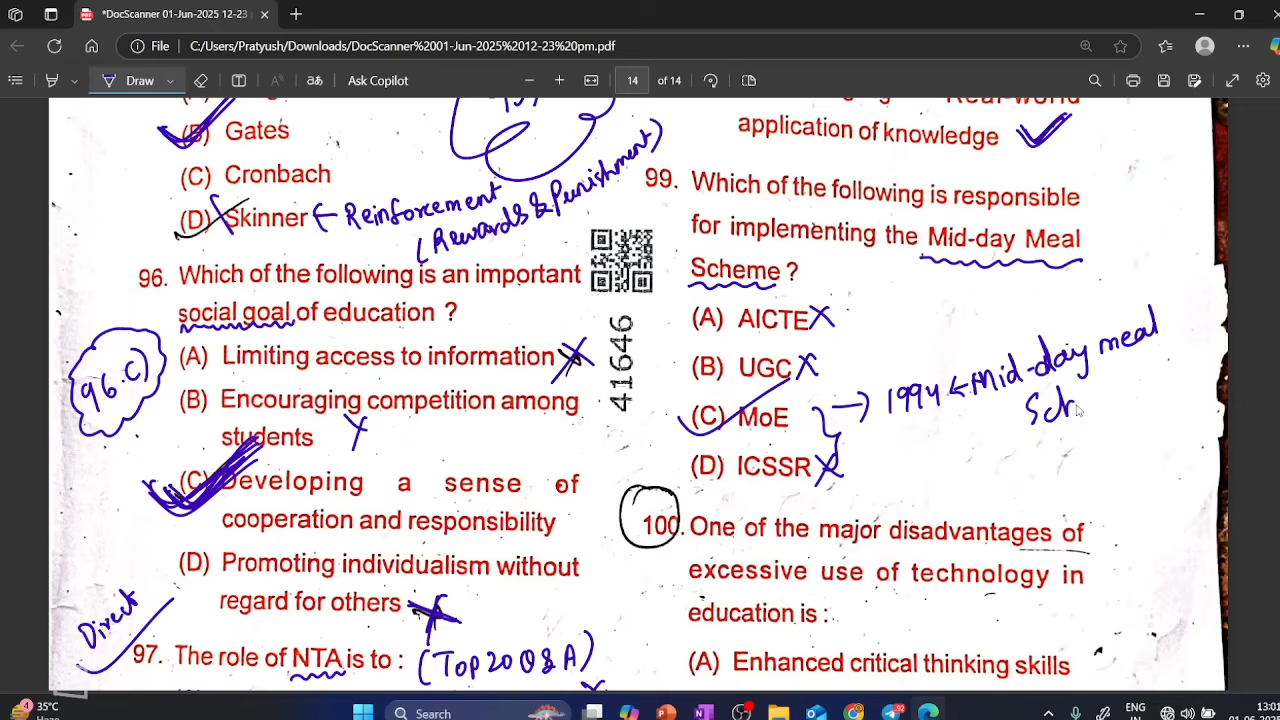 *DocScanner 01-Jun-2025 12-23
File
C:/Users/Pratyush/Downloads/DocScanner%2001-Jun-2025%2012-23%20pm.pdf
Draw
Ask Copilot
14 of 14
(B) Gates
(C) Cronbach
(D) Skinner ← Reinforcement
(Rewards & Punishment)
96. Which of the following is an important
social goal of education ?
96. C)
(A) Limiting access to information
(B) Encouraging competition among
students
(C) Developing a sense of
cooperation and responsibility
(D) Promoting individualism without
regard for others
Direct
97. The role of NTA is to : (Top 20 Q & A)
41646
application of knowledge
99. Which of the following is responsible
for implementing the Mid-day Meal
Scheme ?
(A) AICTE
(B) UGC
(C) MoE
→ 1994 ← Mid-day meal
Sch
(D) ICSSR
100. One of the major disadvantages of
excessive use of technology in
education is :
(A) Enhanced critical thinking skills
4
35°C
Haze
Search
92
ENG
IN
13:03